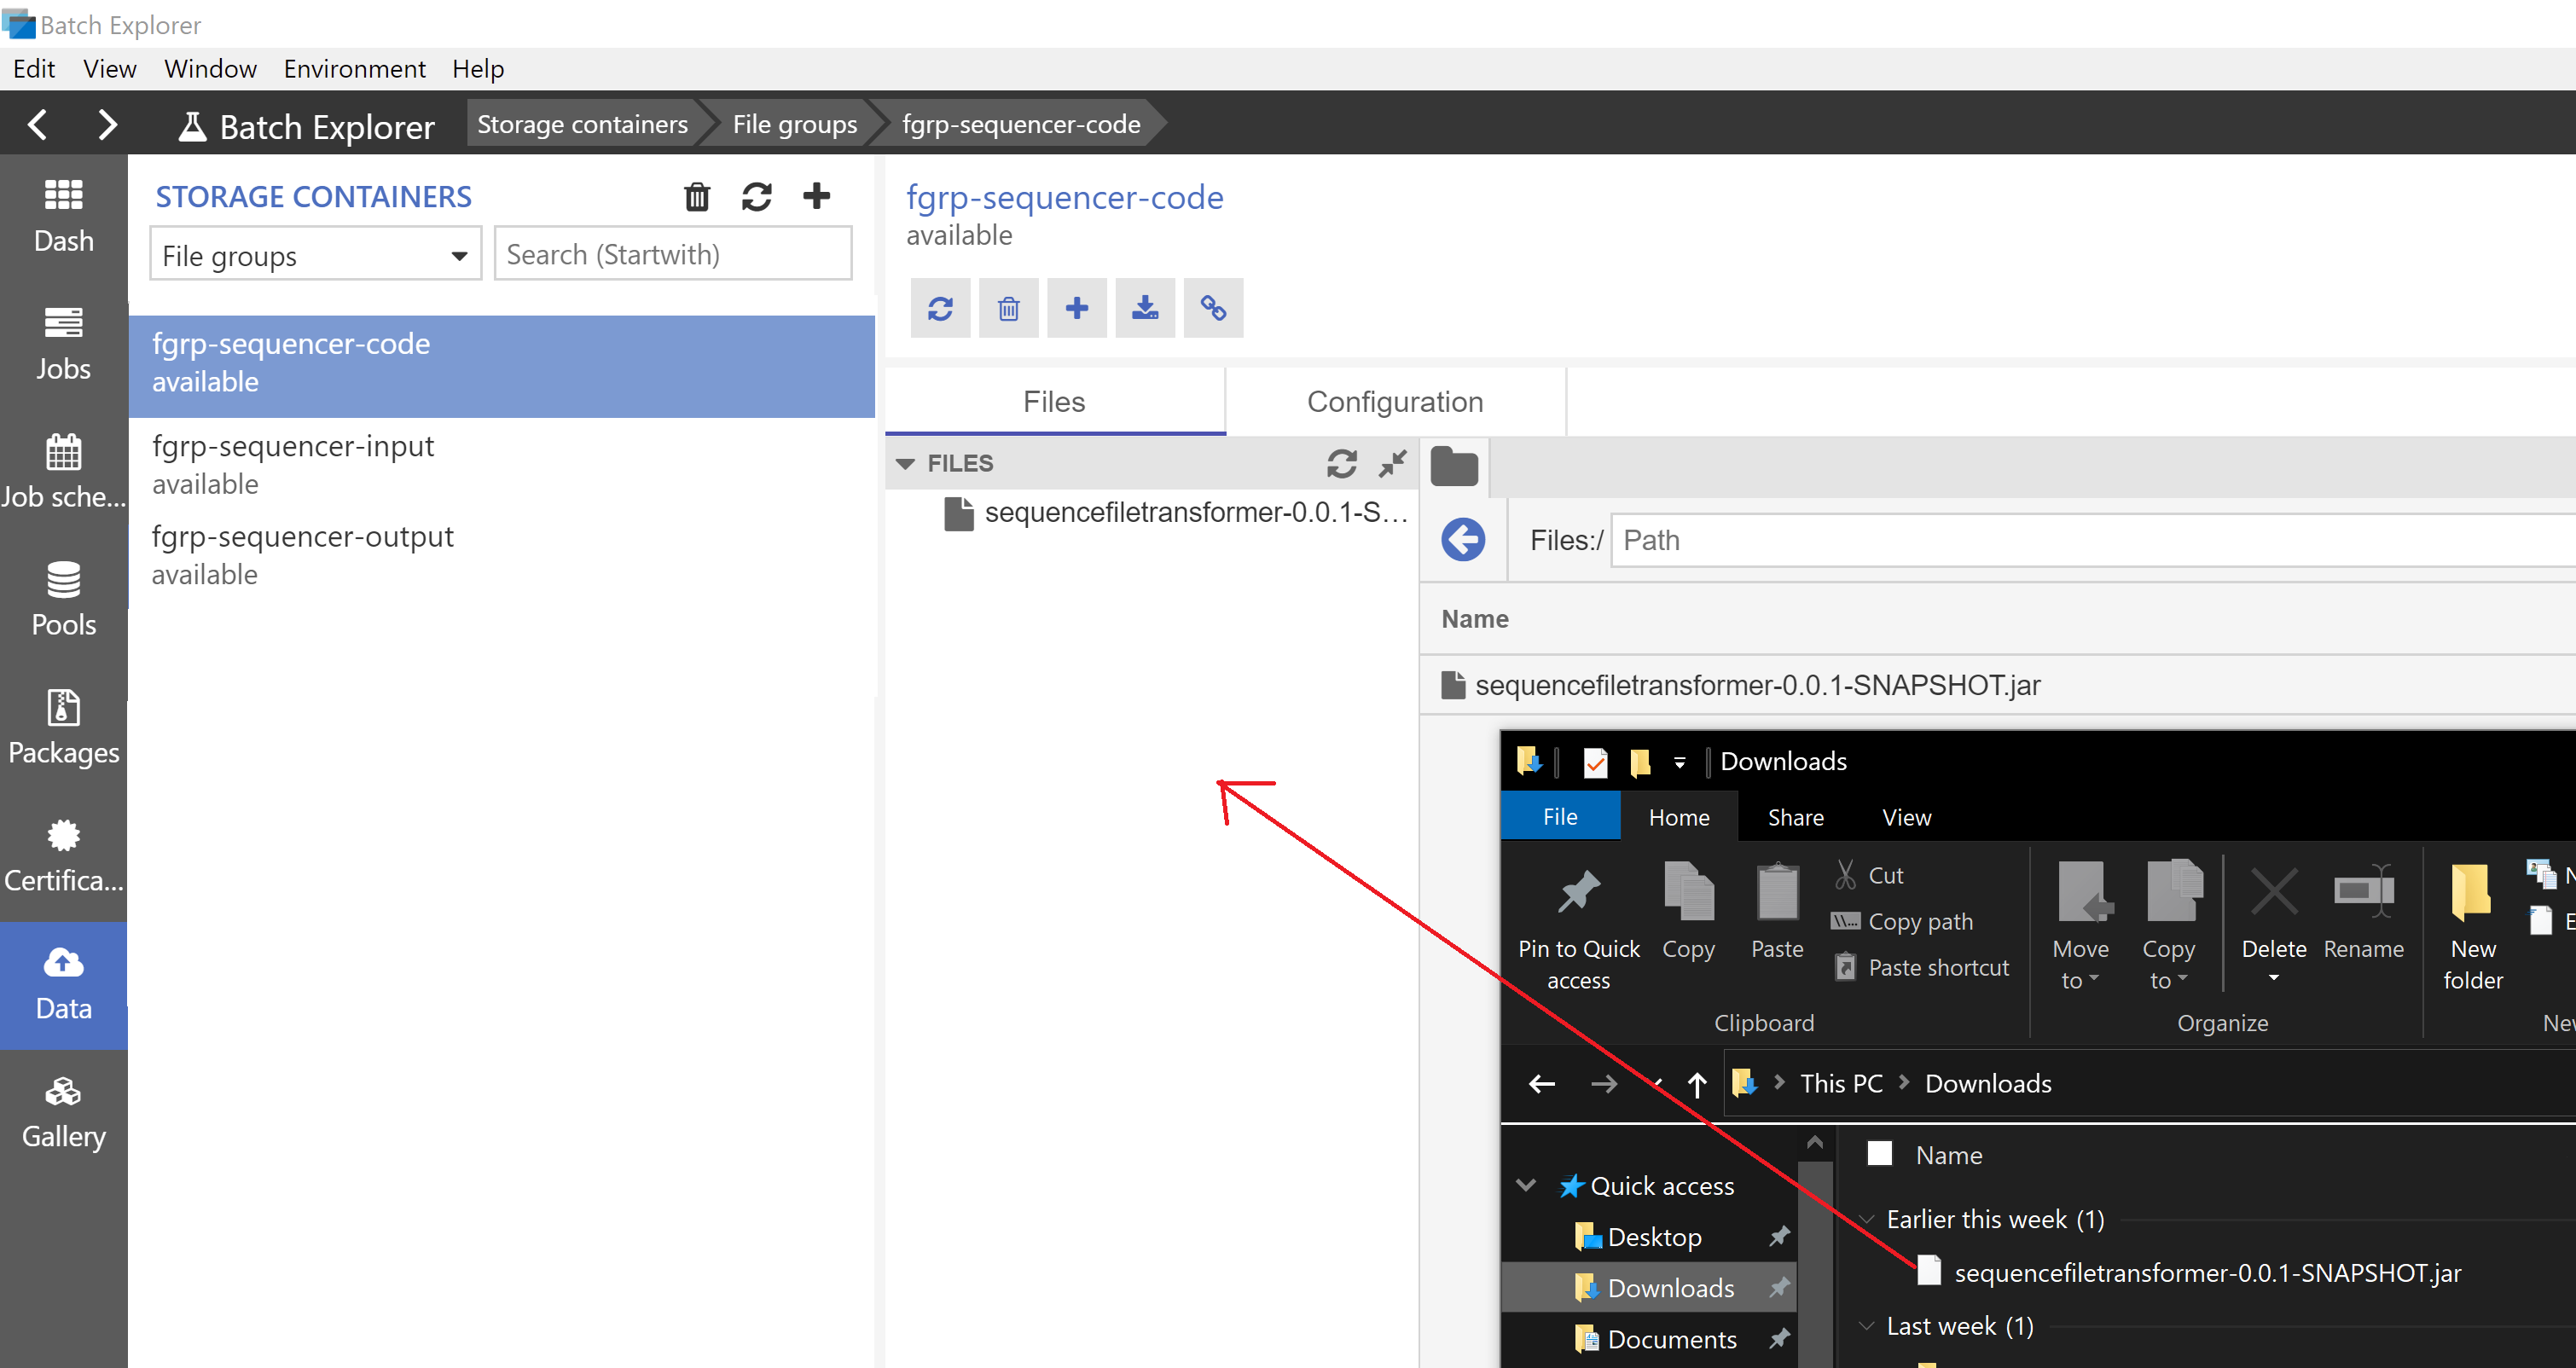 Batch Explorer
Edit View Window Environment Help
Batch Explorer Storage containers File groups fgrp-sequencer-code
Dash
Jobs
Job sche...
Pools
Packages
Certifica...
Data
Gallery
STORAGE CONTAINERS
File groups Search (Startwith)
fgrp-sequencer-code
available
fgrp-sequencer-input
available
fgrp-sequencer-output
available
fgrp-sequencer-code
available
Files Configuration
FILES
sequencefiletransformer-0.0.1-S...
Files:/ Path
Name
sequencefiletransformer-0.0.1-SNAPSHOT.jar
Downloads
File Home Share View
Pin to Quick access
Copy
Paste
Cut
Copy path
Paste shortcut
Clipboard
Move to
Copy to
Delete
Rename
Organize
New folder
This PC Downloads
Quick access
Desktop
Downloads
Documents
Name
Earlier this week (1)
sequencefiletransformer-0.0.1-SNAPSHOT.jar
Last week (1)